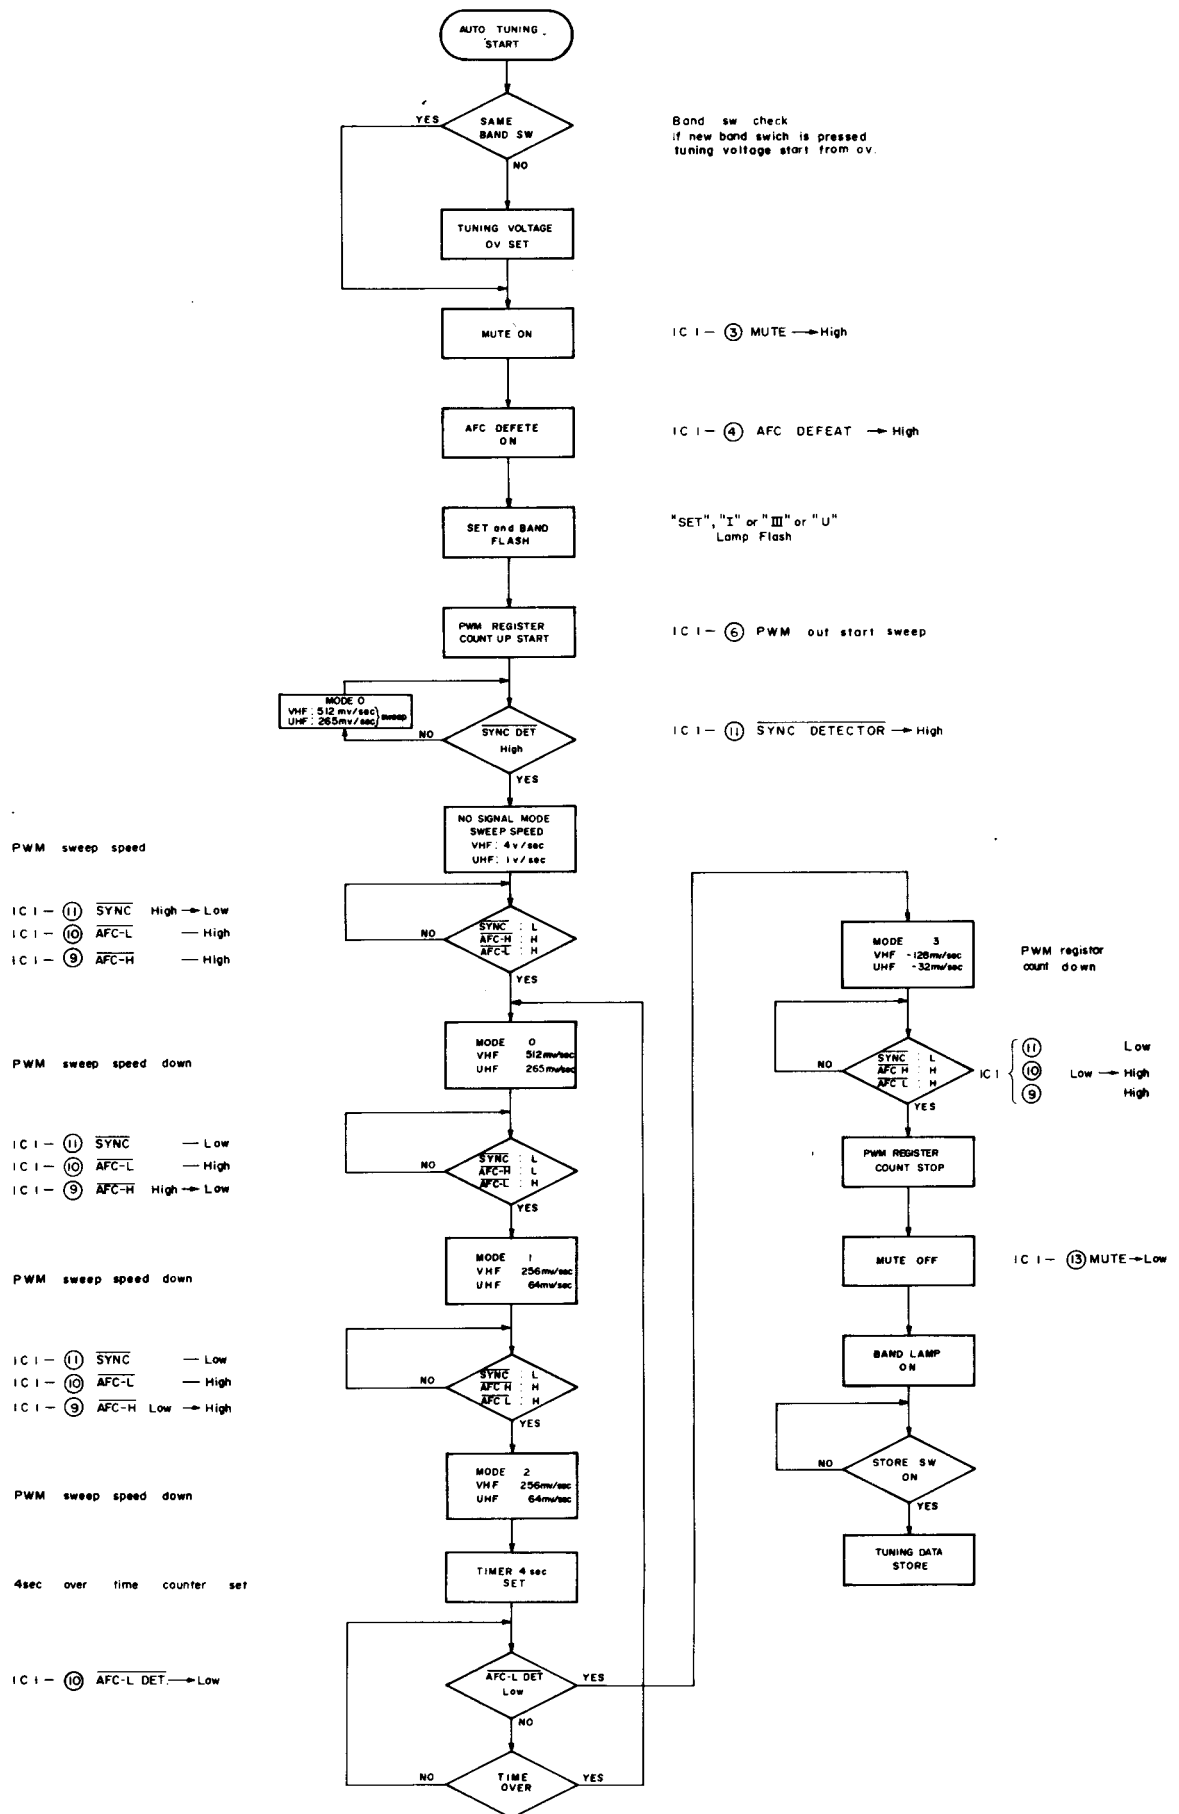 AUTO TUNING
START
SAME
BAND SW
YES
NO
Band sw check
if new band swich is pressed
tuning voltage start from ov.
TUNING VOLTAGE
OV SET
MUTE ON
IC I - ③ MUTE → High
AFC DEFETE
ON
IC I - ④ AFC DEFEAT → High
SET and BAND
FLASH
"SET", "I" or "III" or "U"
Lamp Flash
PWM REGISTER
COUNT UP START
IC I - ⑥ PWM out start sweep
MODE 0
VHF : 512 mv/sec
UHF : 265mv/sec
sweep
NO
SYNC DET
High
YES
IC I - ⑪ SYNC DETECTOR → High
NO SIGNAL MODE
SWEEP SPEED
VHF : 4 v/sec
UHF : 1 v/sec
PWM sweep speed
IC I - ⑪ SYNC High → Low
IC I - ⑩ AFC-L — High
IC I - ⑨ AFC-H — High
NO
SYNC : L
AFC-H : H
AFC-L : H
YES
MODE 0
VHF 512mv/sec
UHF 265mv/sec
PWM sweep speed down
IC I - ⑪ SYNC — Low
IC I - ⑩ AFC-L — High
IC I - ⑨ AFC-H High → Low
NO
SYNC : L
AFC-H : L
AFC-L : H
YES
MODE 1
VHF 256mv/sec
UHF 64mv/sec
PWM sweep speed down
IC I - ⑪ SYNC — Low
IC I - ⑩ AFC-L — High
IC I - ⑨ AFC-H Low → High
NO
SYNC : L
AFC H : H
AFC L : H
YES
MODE 2
VHF 256mv/sec
UHF 64mv/sec
PWM sweep speed down
TIMER 4 sec
SET
4sec over time counter set
IC I - ⑩ AFC-L DET. → Low
AFC-L DET
Low
YES
NO
NO
TIME
OVER
YES
MODE 3
VHF -128mv/sec
UHF -32mv/sec
PWM registor
count down
NO
SYNC : L
AFC H : H
AFC L : H
YES
IC I
⑪ Low
⑩ Low → High
⑨ High
PWM REGISTER
COUNT STOP
MUTE OFF
IC I - ⑬ MUTE → Low
BAND LAMP
ON
NO
STORE SW
ON
YES
TUNING DATA
STORE